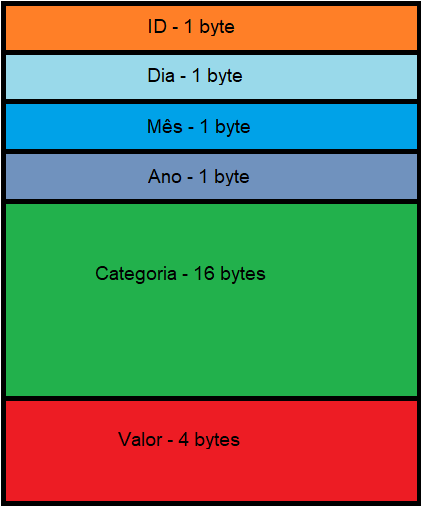 ID - 1 byte
Dia - 1 byte
Mês - 1 byte
Ano - 1 byte
Categoria - 16 bytes
Valor - 4 bytes